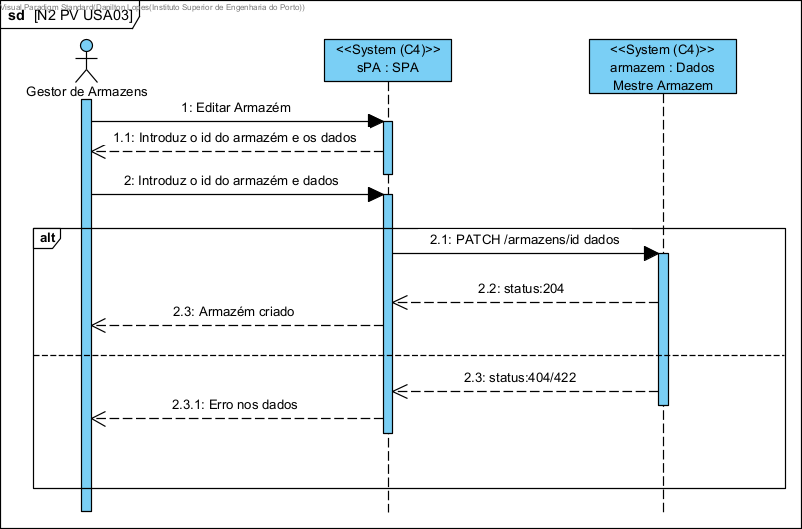 Visual Paradigm Standard(Danilton Lopes(Instituto Superior de Engenharia do Porto))
sd [N2 PV USA03]
<<System (C4)>>
sPA : SPA
<<System (C4)>>
armazem : Dados
Mestre Armazem
Gestor de Armazens
1: Editar Armazém
1.1: Introduz o id do armazém e os dados
2: Introduz o id do armazém e dados
alt
2.1: PATCH /armazens/id dados
2.2: status:204
2.3: Armazém criado
2.3: status:404/422
2.3.1: Erro nos dados